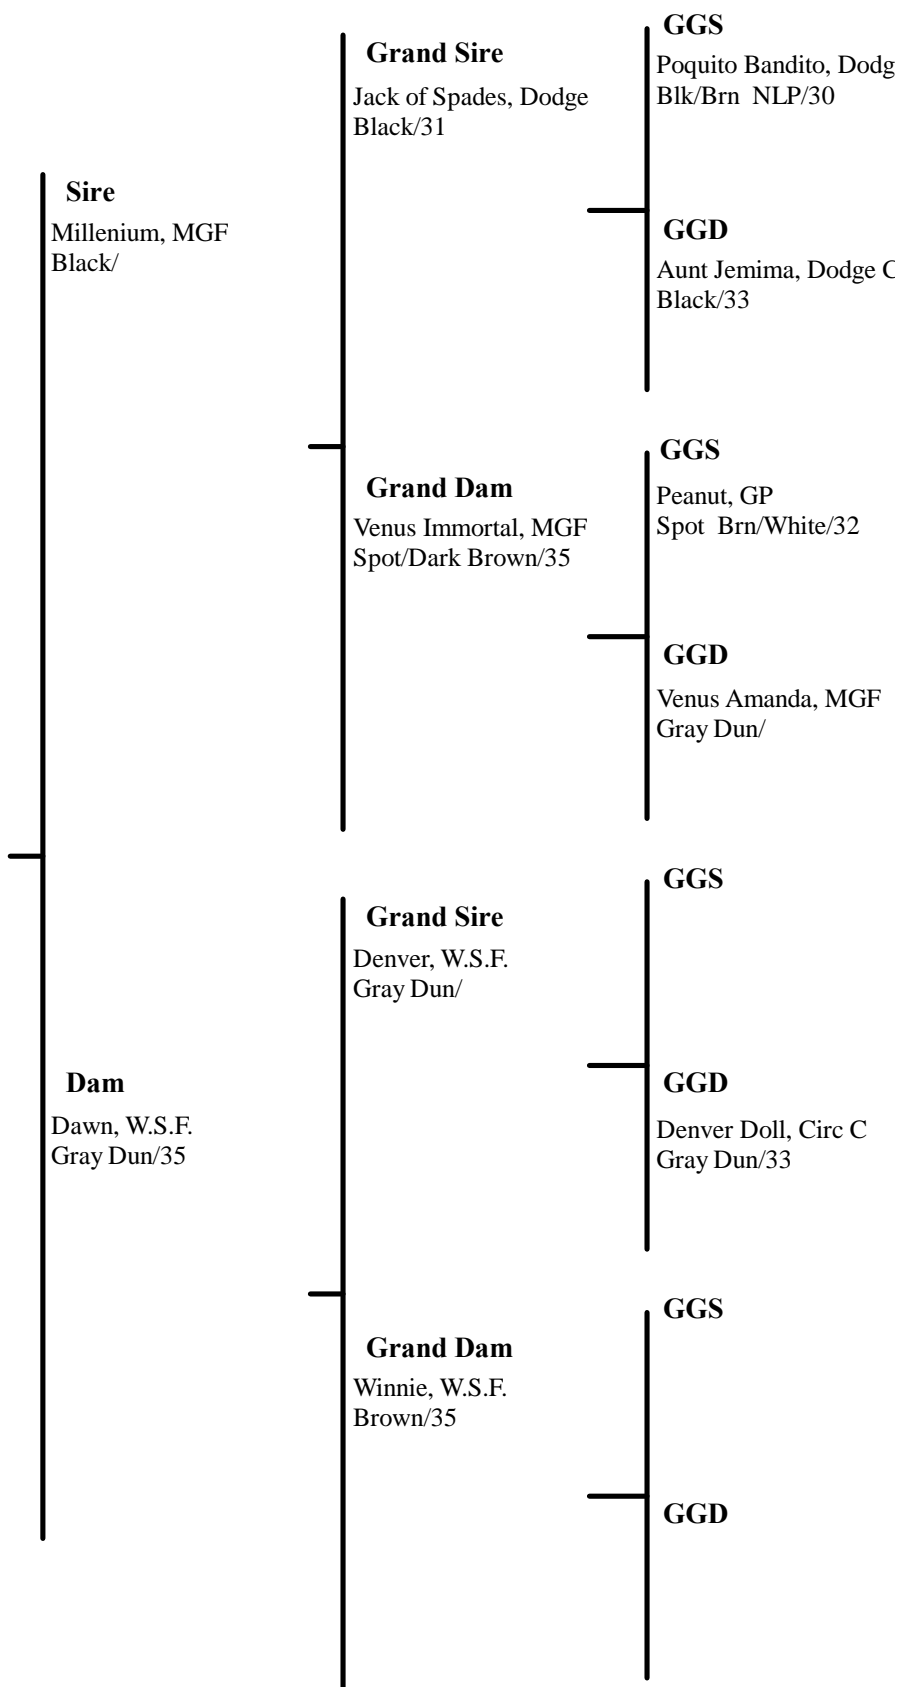 GGS
Poquito Bandito, Dodg
Blk/Brn NLP/30
Grand Sire
Jack of Spades, Dodge
Black/31
Sire
Millenium, MGF
Black/
GGD
Aunt Jemima, Dodge C
Black/33
GGS
Peanut, GP
Spot Brn/White/32
Grand Dam
Venus Immortal, MGF
Spot/Dark Brown/35
GGD
Venus Amanda, MGF
Gray Dun/
GGS
Grand Sire
Denver, W.S.F.
Gray Dun/
Dam
Dawn, W.S.F.
Gray Dun/35
GGD
Denver Doll, Circ C
Gray Dun/33
GGS
Grand Dam
Winnie, W.S.F.
Brown/35
GGD